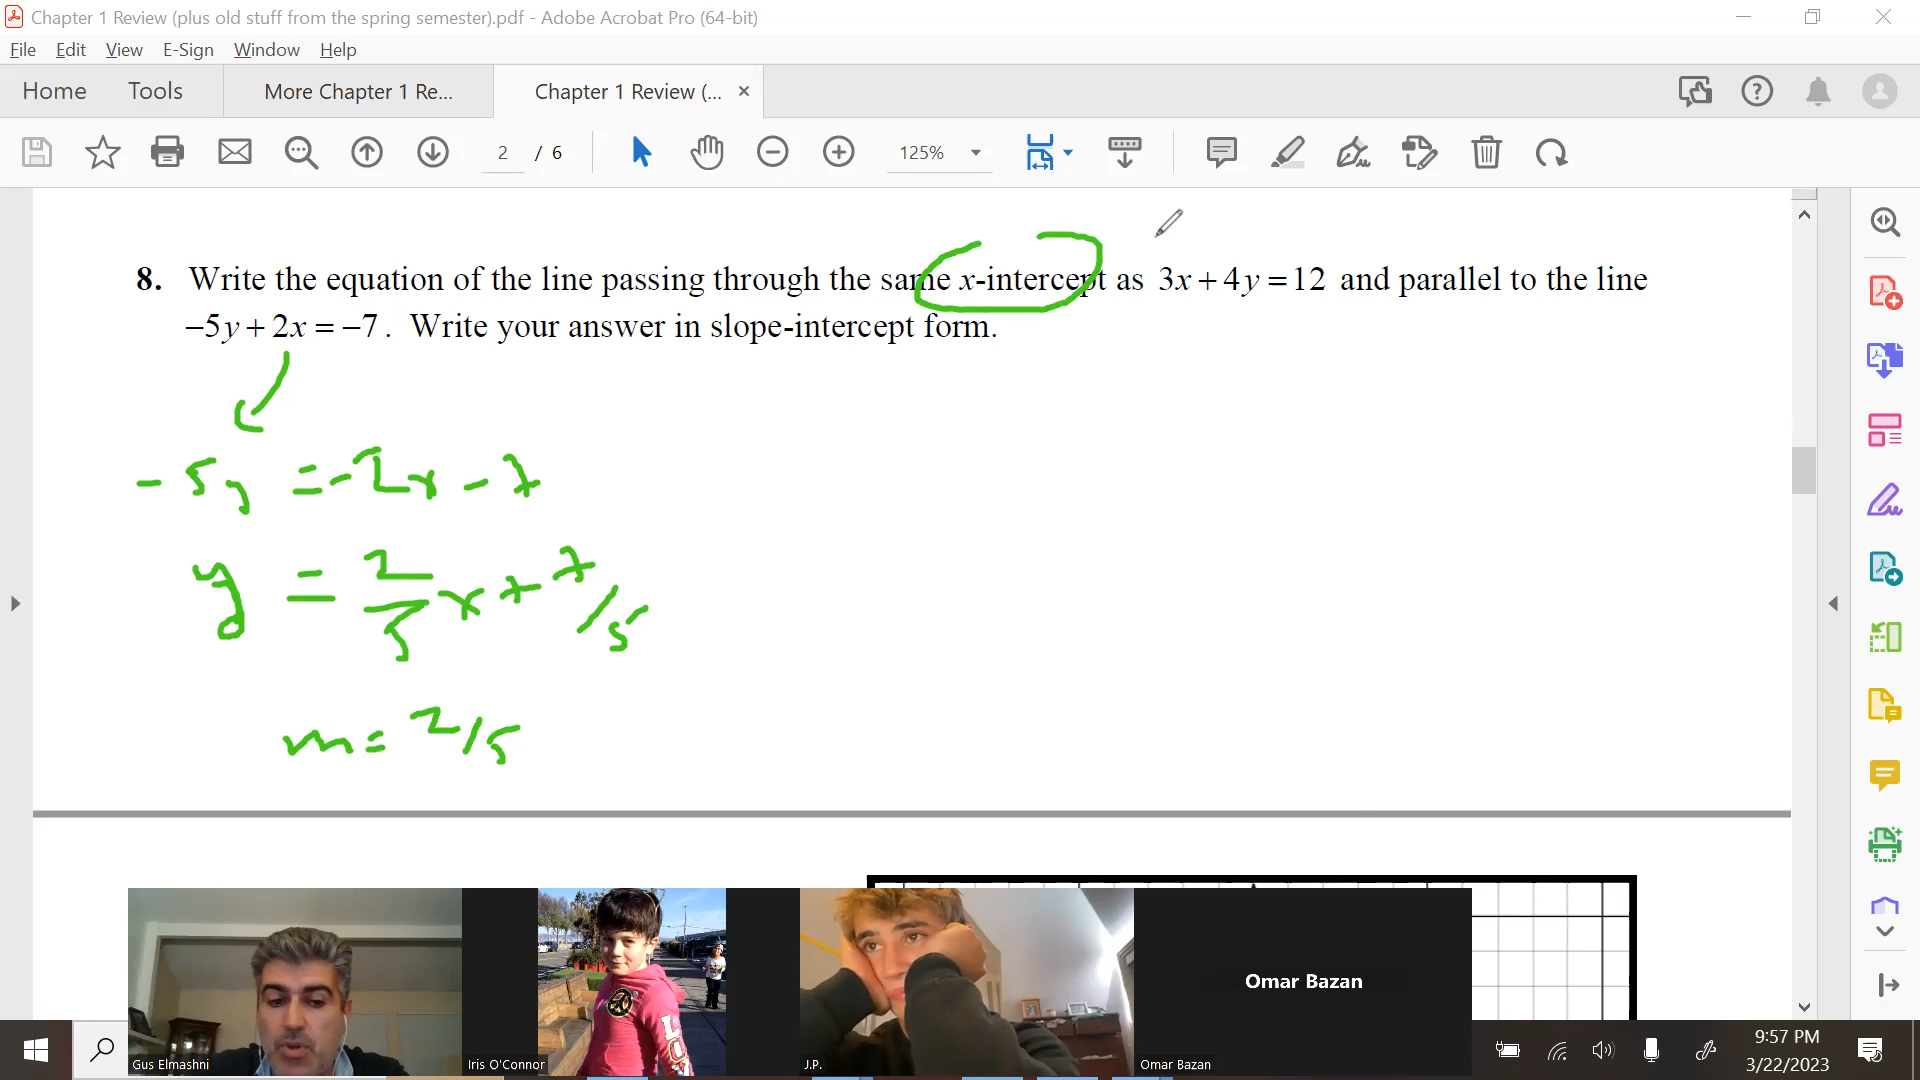 Chapter 1 Review (plus old stuff from the spring semester).pdf - Adobe Acrobat Pro (64-bit)
File Edit View E-Sign Window Help
Home Tools More Chapter 1 Re... Chapter 1 Review (... ×
2 / 6 125%
8. Write the equation of the line passing through the same x-intercept as 3x + 4y = 12 and parallel to the line
−5y + 2x = −7. Write your answer in slope-intercept form.
- 5y = -2x - 7
y = 2/5 x + 7/5
m = 2/5
Gus Elmashni
Iris O'Connor
J.P.
Omar Bazan
Omar Bazan
9:57 PM
3/22/2023